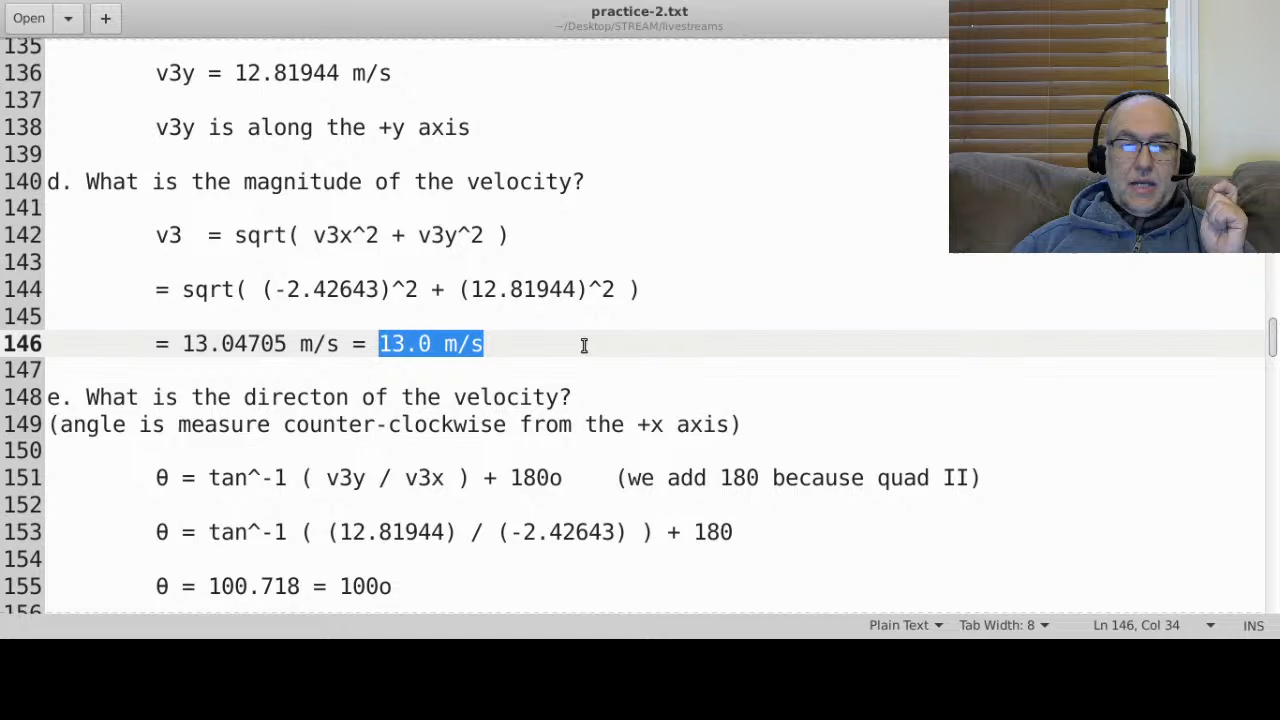 Open
practice-2.txt
~/Desktop/STREAM/livestreams
135
136 v3y = 12.81944 m/s
137
138 v3y is along the +y axis
139
140 d. What is the magnitude of the velocity?
141
142 v3  = sqrt( v3x^2 + v3y^2 )
143
144 = sqrt( (-2.42643)^2 + (12.81944)^2 )
145
146 = 13.04705 m/s = 13.0 m/s
147
148 e. What is the directon of the velocity?
149 (angle is measure counter-clockwise from the +x axis)
150
151 θ = tan^-1 ( v3y / v3x ) + 180o    (we add 180 because quad II)
152
153 θ = tan^-1 ( (12.81944) / (-2.42643) ) + 180
154
155 θ = 100.718 = 100o
156
Plain Text Tab Width: 8 Ln 146, Col 34 INS